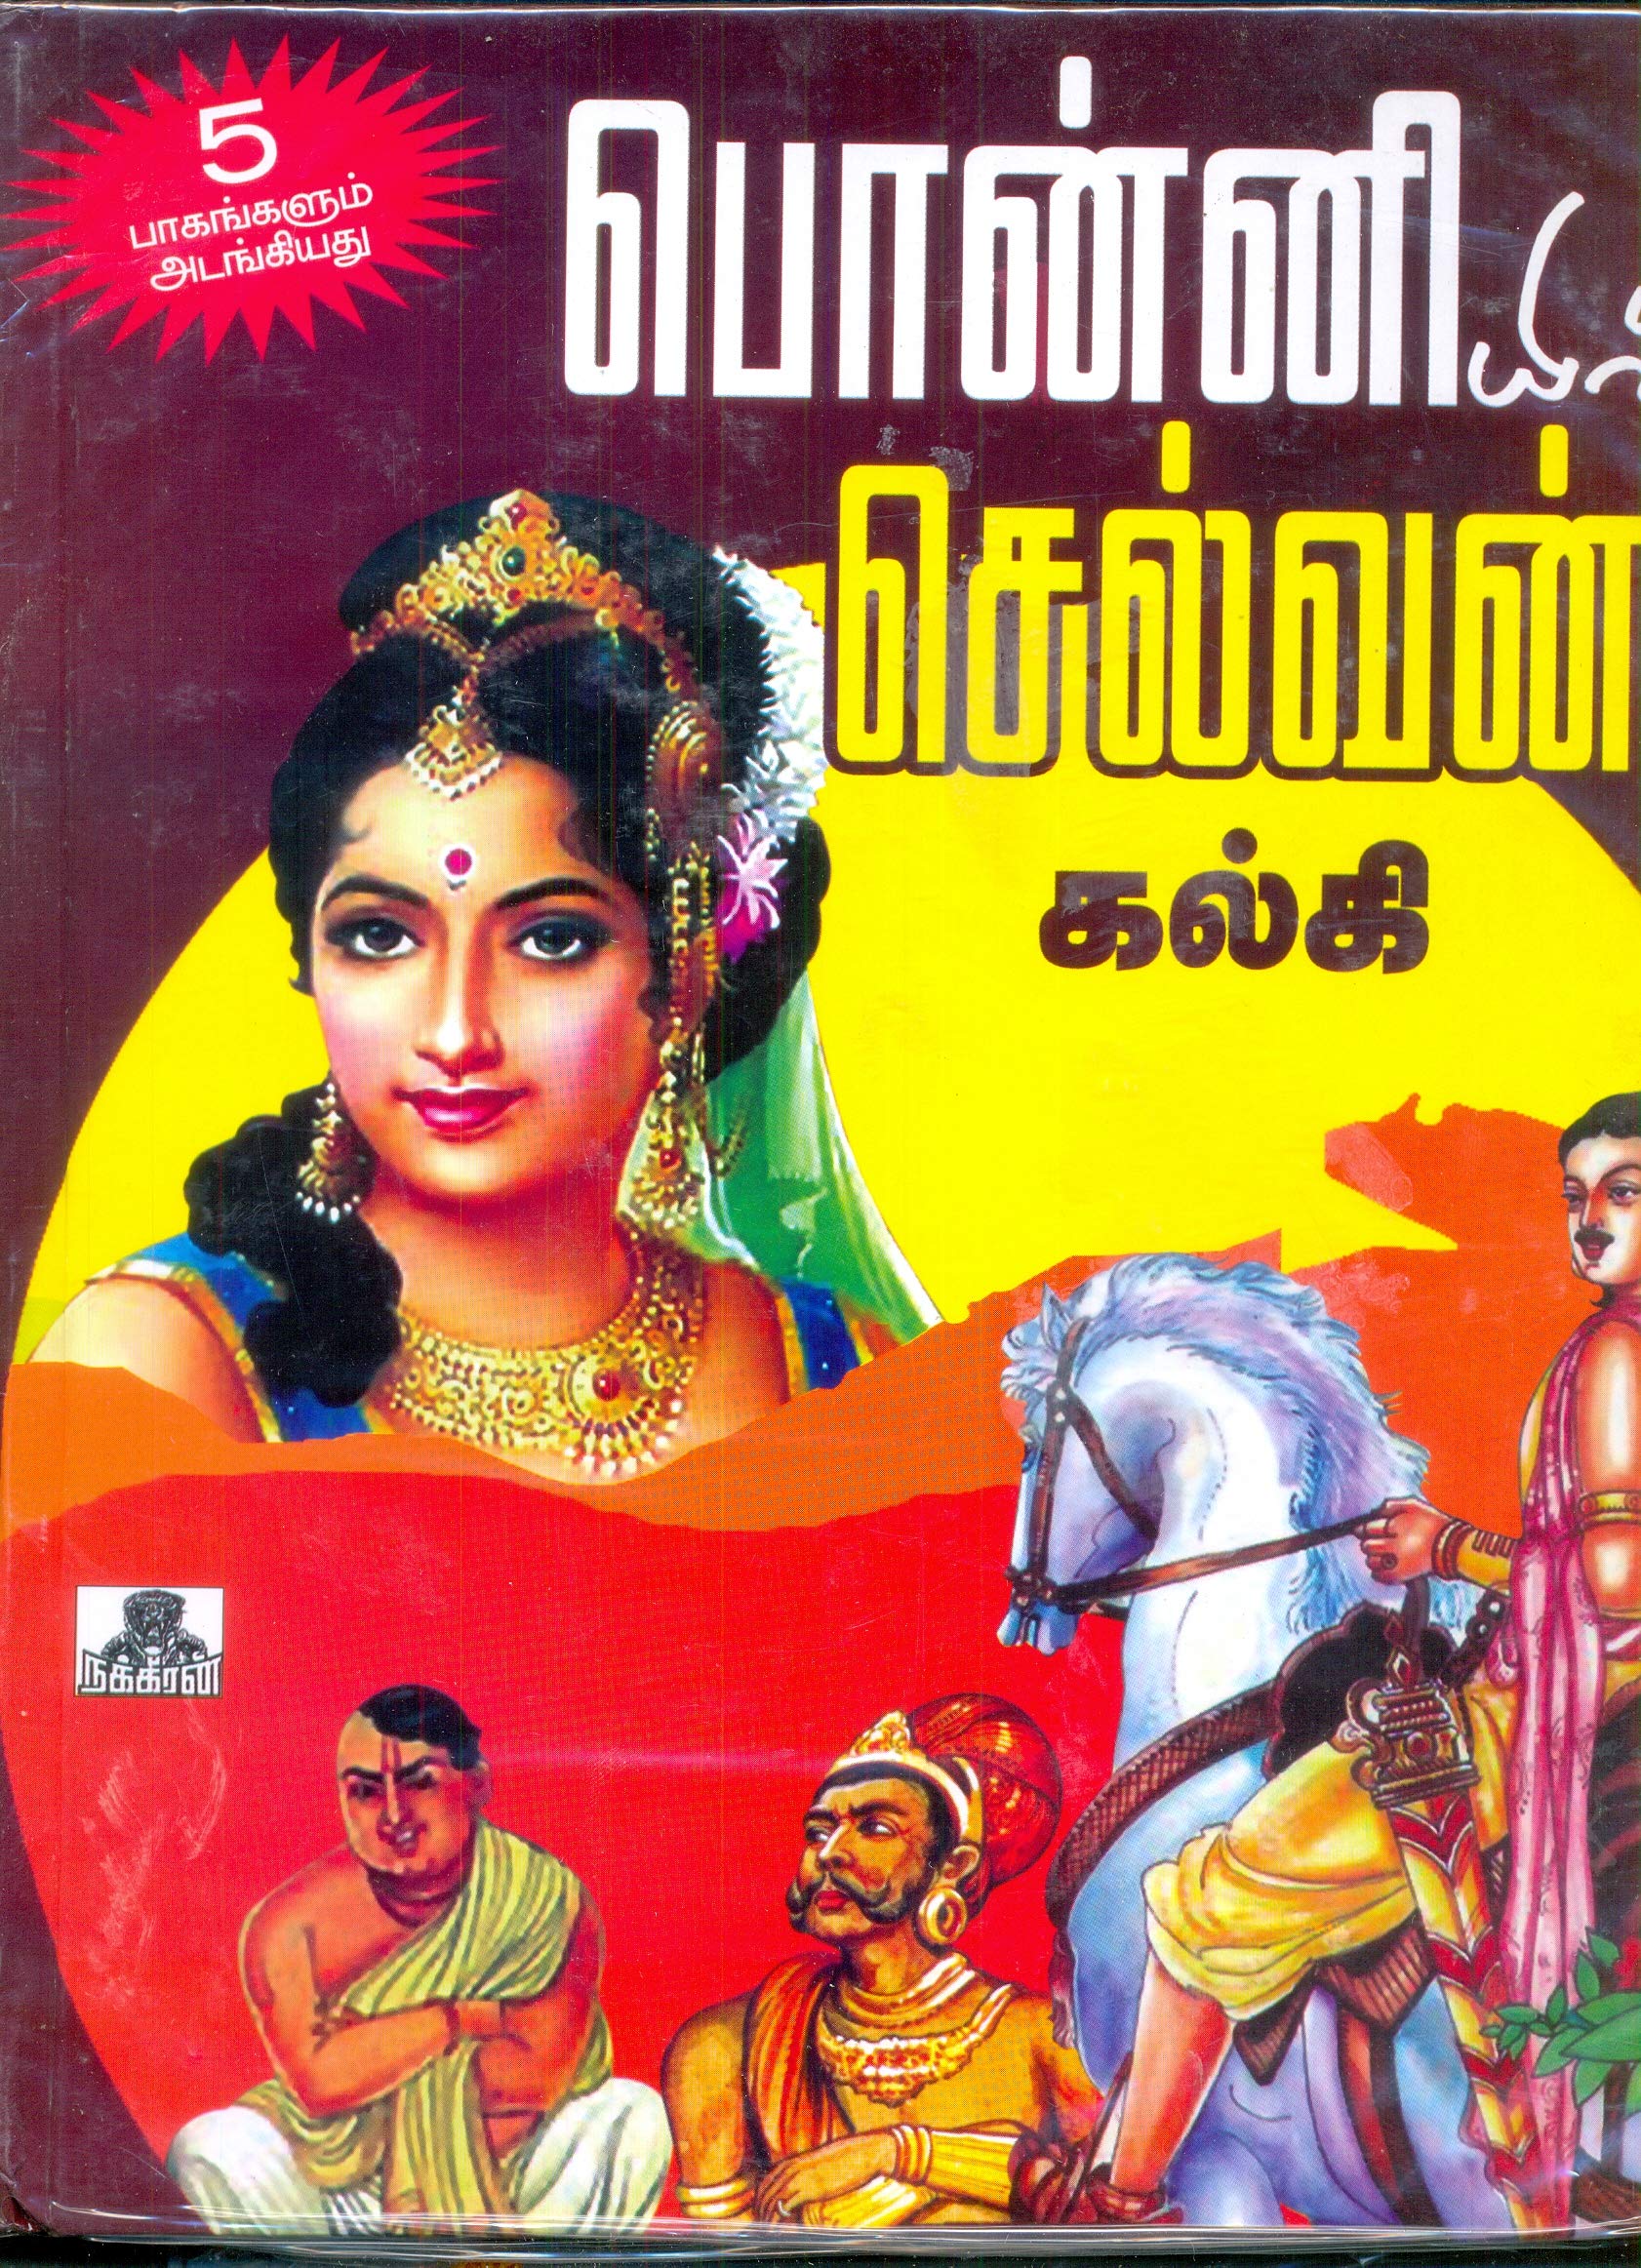 5
பாகங்களும்
அடங்கியது
பொன்னியின்
செல்வன்
கல்கி
நக்கீரன்